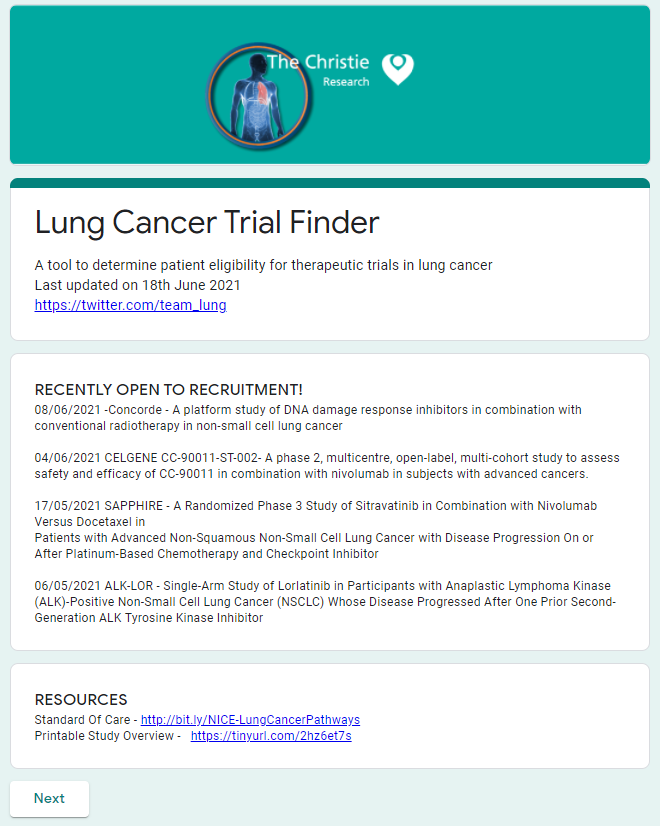 The Christie
Research
Lung Cancer Trial Finder
A tool to determine patient eligibility for therapeutic trials in lung cancer
Last updated on 18th June 2021
https://twitter.com/team_lung
RECENTLY OPEN TO RECRUITMENT!
08/06/2021 -Concorde - A platform study of DNA damage response inhibitors in combination with
conventional radiotherapy in non-small cell lung cancer
04/06/2021 CELGENE CC-90011-ST-002- A phase 2, multicentre, open-label, multi-cohort study to assess
safety and efficacy of CC-90011 in combination with nivolumab in subjects with advanced cancers.
17/05/2021 SAPPHIRE - A Randomized Phase 3 Study of Sitravatinib in Combination with Nivolumab
Versus Docetaxel in
Patients with Advanced Non-Squamous Non-Small Cell Lung Cancer with Disease Progression On or
After Platinum-Based Chemotherapy and Checkpoint Inhibitor
06/05/2021 ALK-LOR - Single-Arm Study of Lorlatinib in Participants with Anaplastic Lymphoma Kinase
(ALK)-Positive Non-Small Cell Lung Cancer (NSCLC) Whose Disease Progressed After One Prior Second-
Generation ALK Tyrosine Kinase Inhibitor
RESOURCES
Standard Of Care - http://bit.ly/NICE-LungCancerPathways
Printable Study Overview - https://tinyurl.com/2hz6et7s
Next